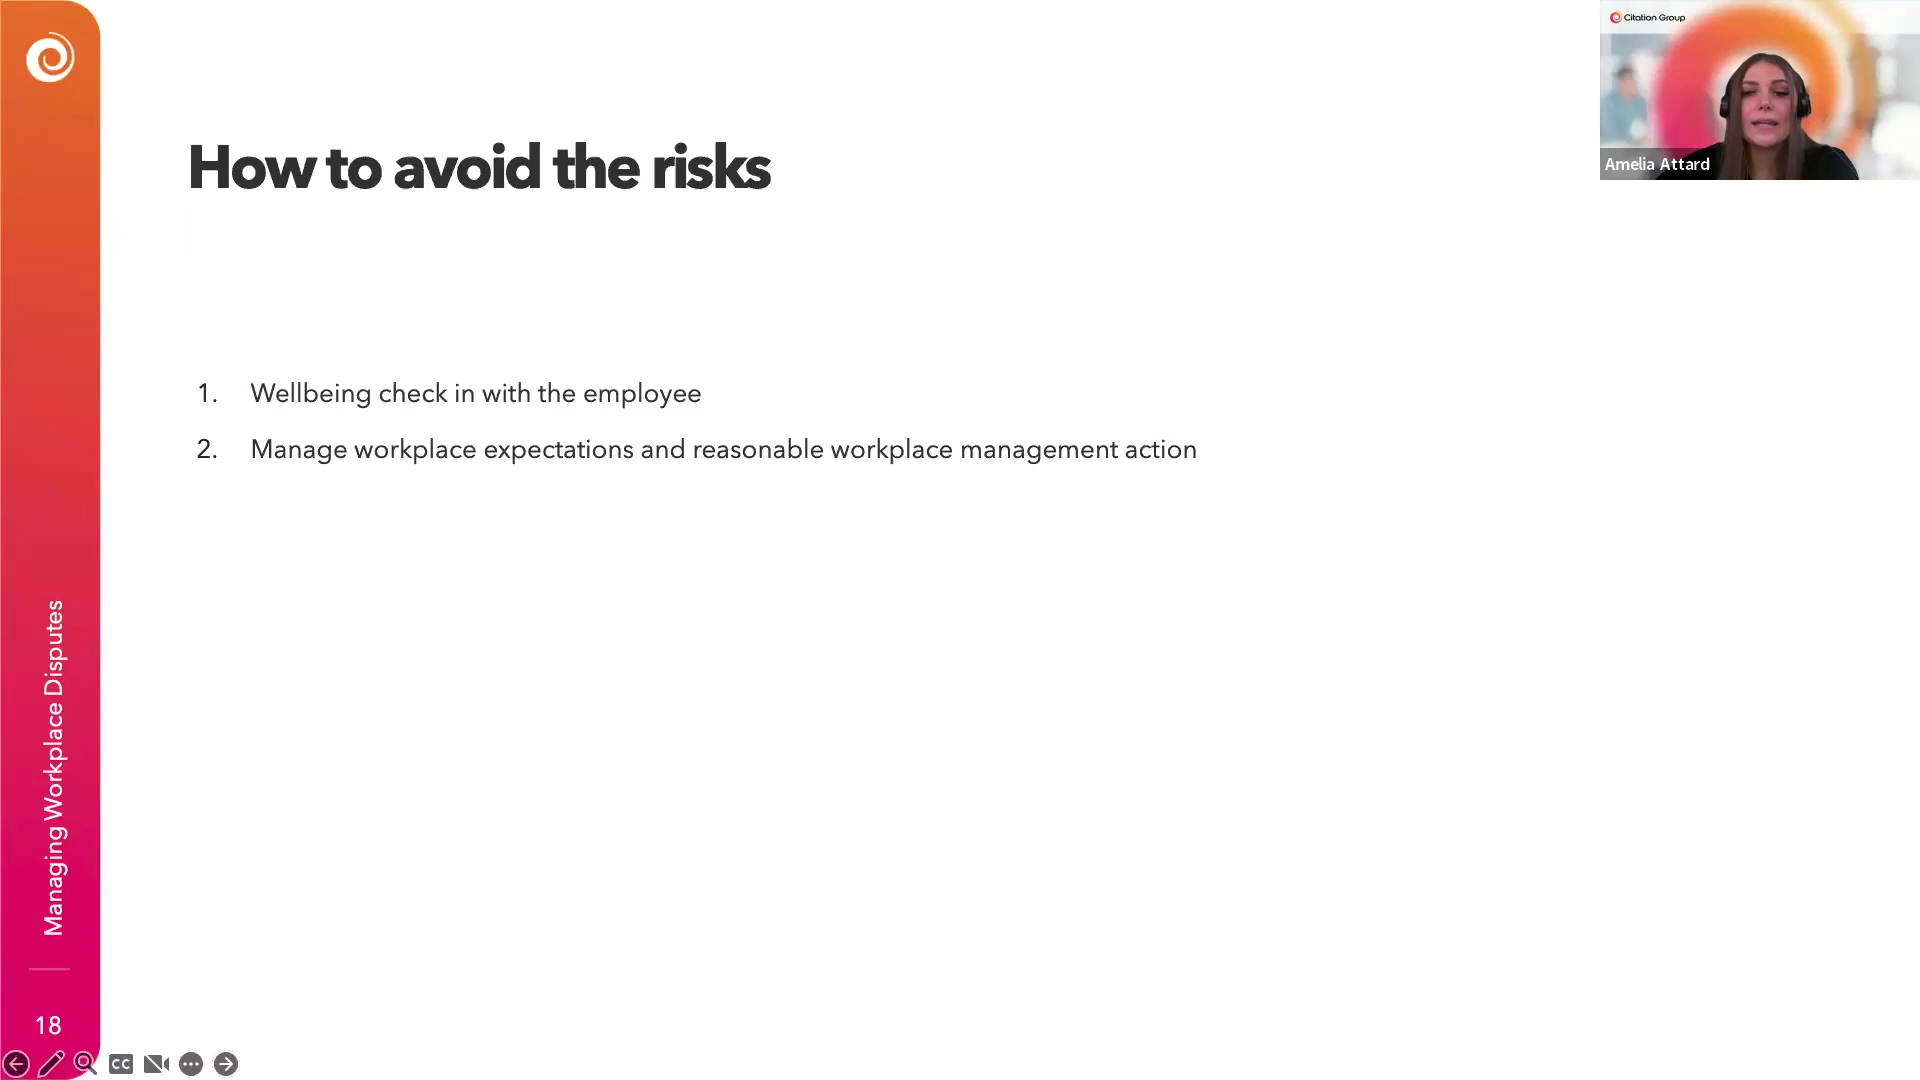 How to avoid the risks
1. Wellbeing check in with the employee
2. Manage workplace expectations and reasonable workplace management action
Managing Workplace Disputes
18
CC
Citation Group
Amelia Attard